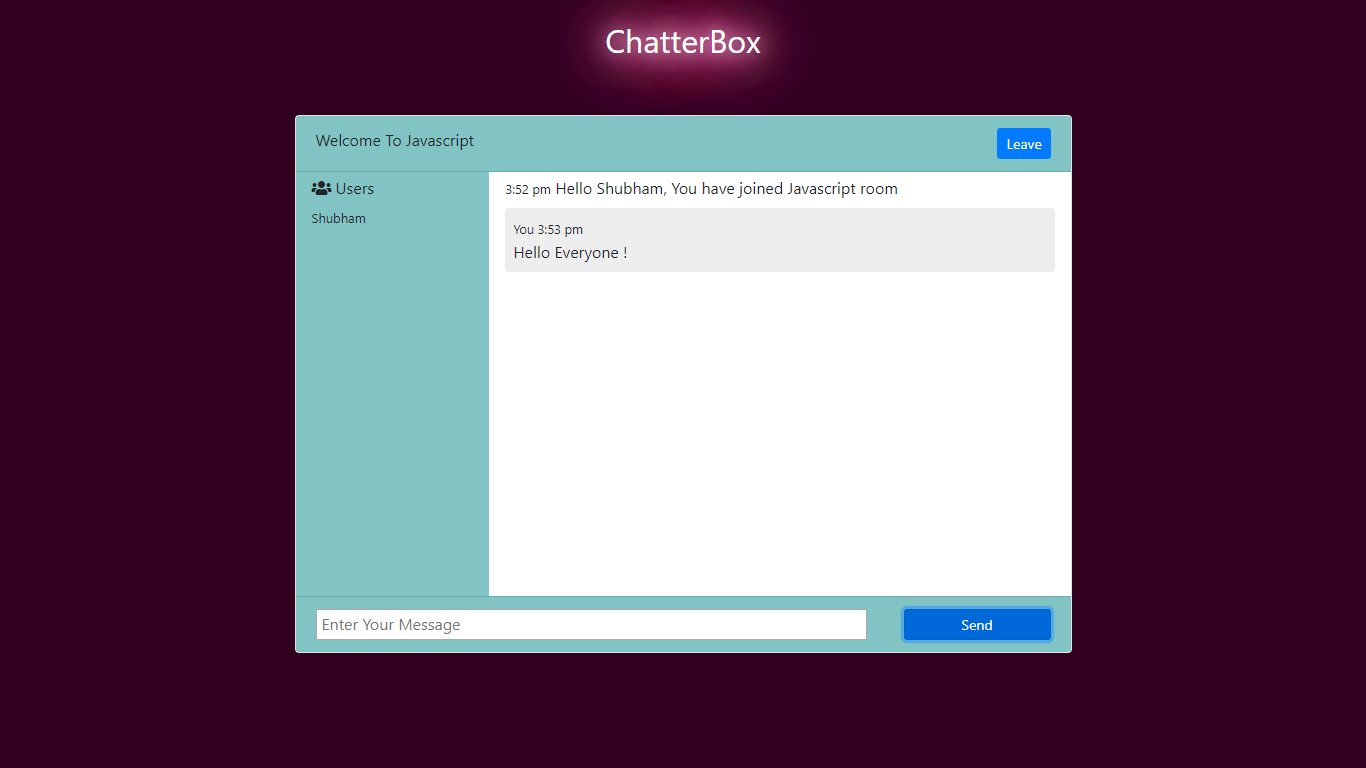 ChatterBox
Welcome To Javascript
Leave
Users
Shubham
3:52 pm Hello Shubham, You have joined Javascript room
You 3:53 pm
Hello Everyone !
Enter Your Message
Send